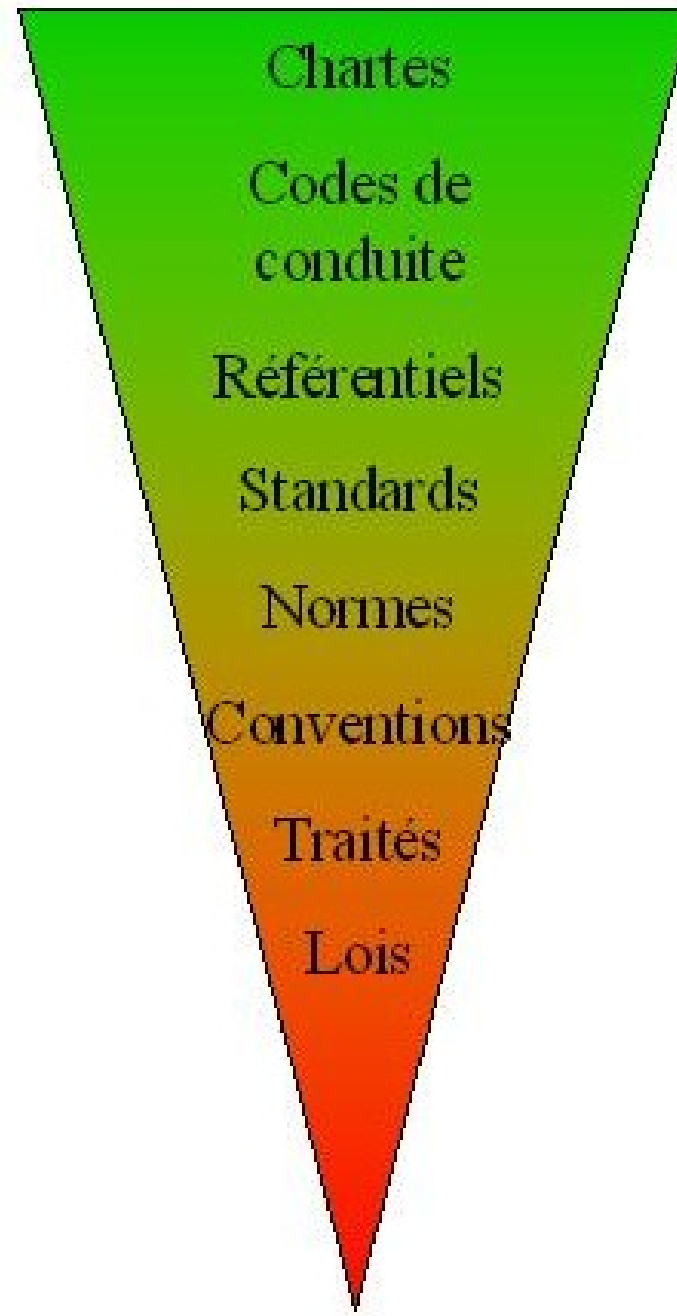 Chartes
Codes de
conduite
Référentiels
Standards
Normes
Conventions
Traités
Lois